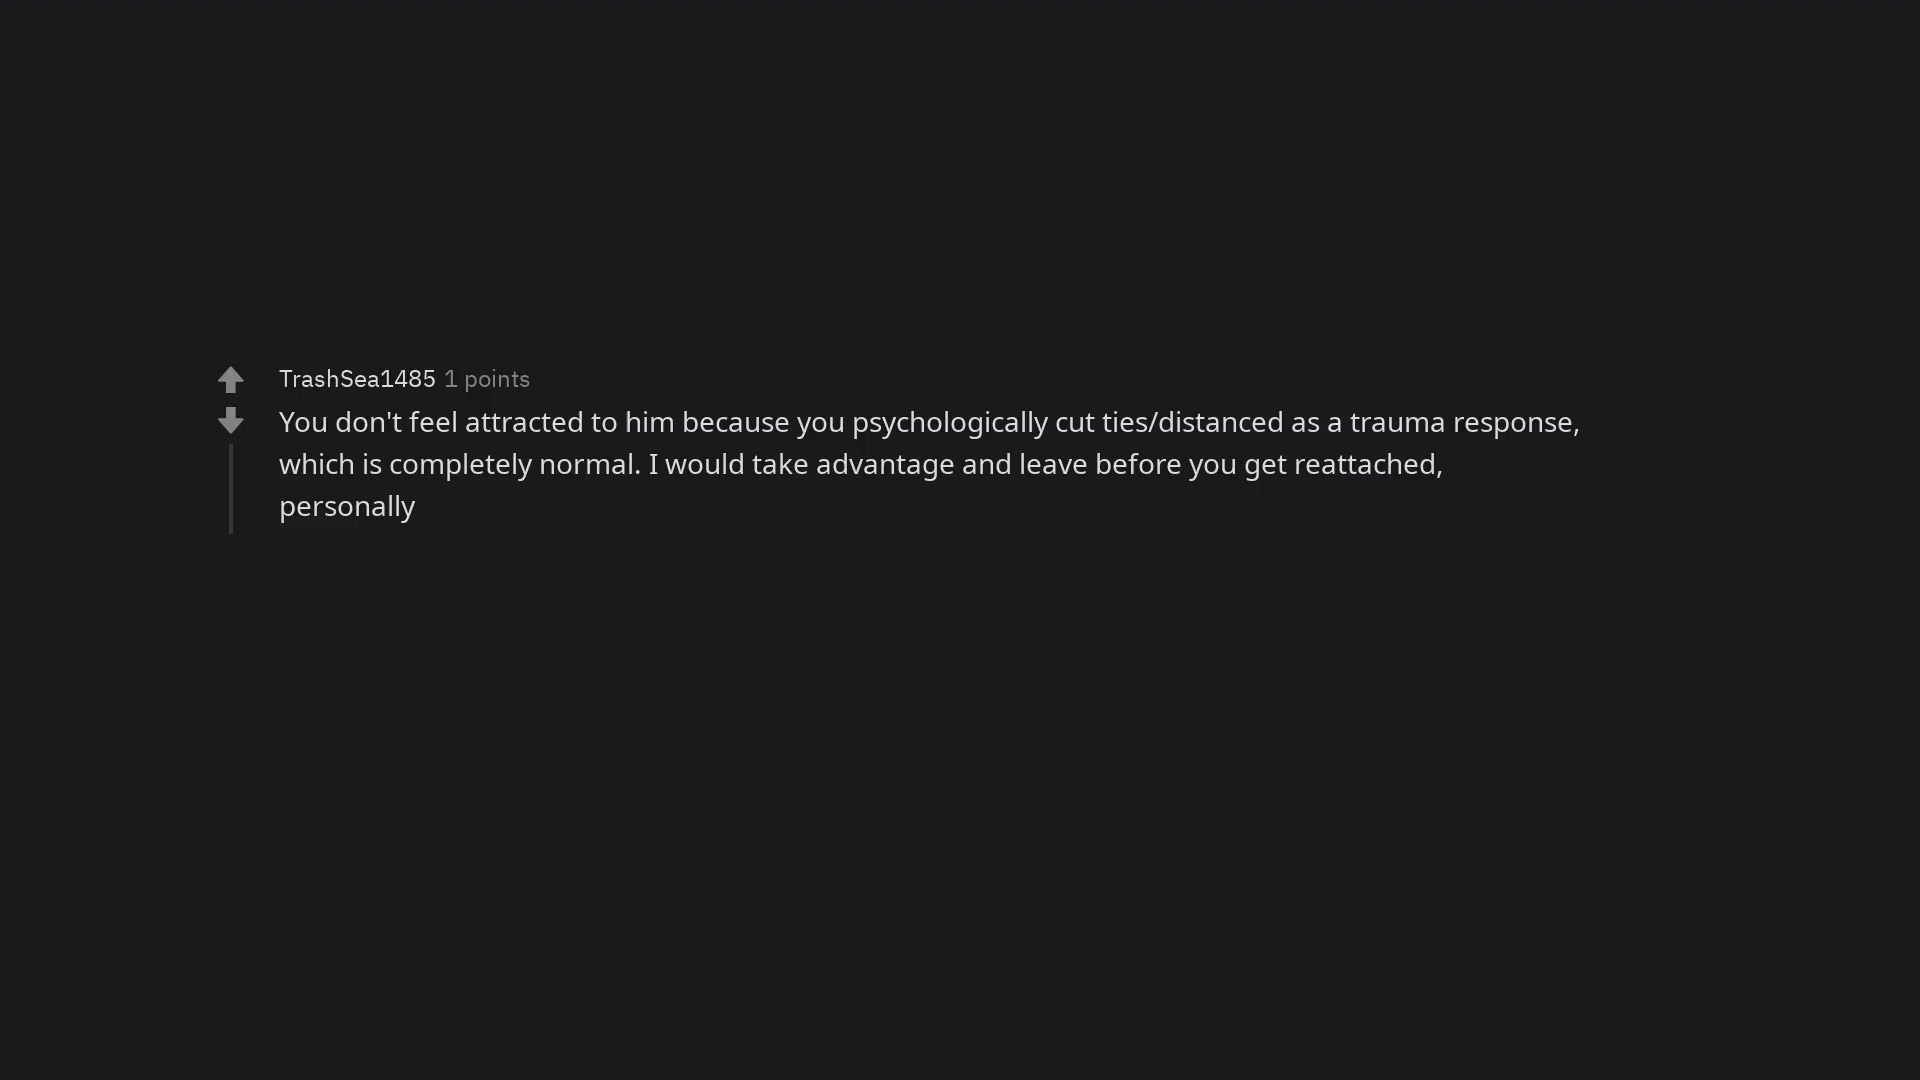 TrashSea1485 1 points
You don't feel attracted to him because you psychologically cut ties/distanced as a trauma response,
which is completely normal. I would take advantage and leave before you get reattached,
personally